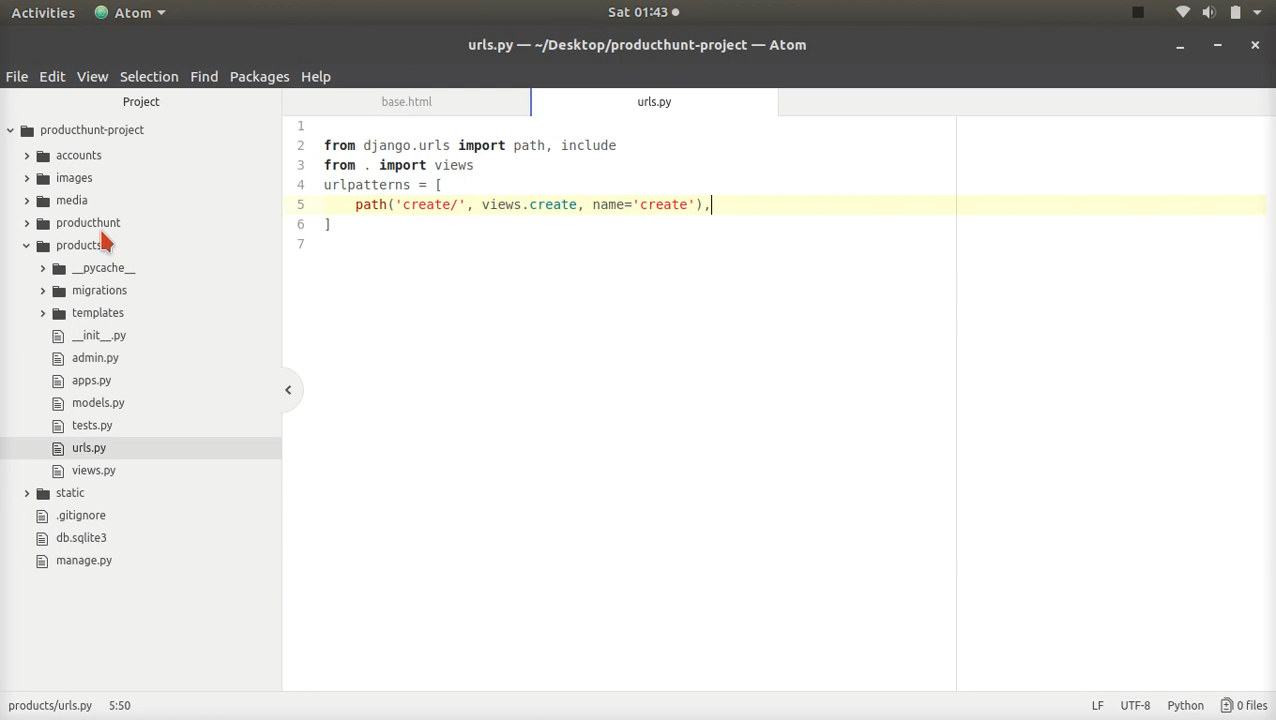 Activities Atom Sat 01:43
urls.py — ~/Desktop/producthunt-project — Atom
File Edit View Selection Find Packages Help
Project base.html urls.py
producthunt-project
accounts
images
media
producthunt
products
__pycache__
migrations
templates
__init__.py
admin.py
apps.py
models.py
tests.py
urls.py
views.py
static
.gitignore
db.sqlite3
manage.py
1
2 from django.urls import path, include
3 from . import views
4 urlpatterns = [
5 path('create/', views.create, name='create'),
6 ]
7
products/urls.py 5:50 LF UTF-8 Python 0 files